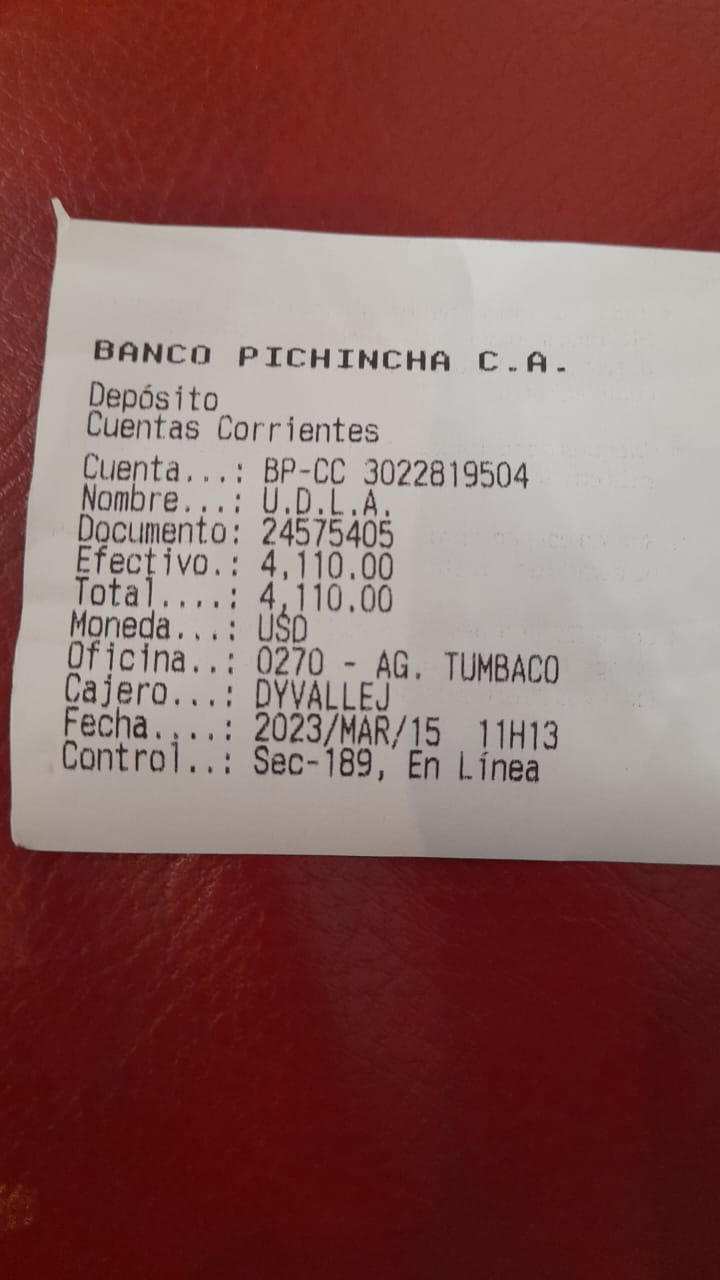 BANCO PICHINCHA C.A.
Depósito
Cuentas Corrientes
Cuenta...: BP-CC 3022819504
Nombre...: U.D.L.A.
Documento: 24575405
Efectivo.: 4,110.00
Total....: 4,110.00
Moneda...: USD
Oficina..: 0270 - AG. TUMBACO
Cajero...: DYVALLEJ
Fecha....: 2023/MAR/15 11H13
Control..: Sec-189, En Línea